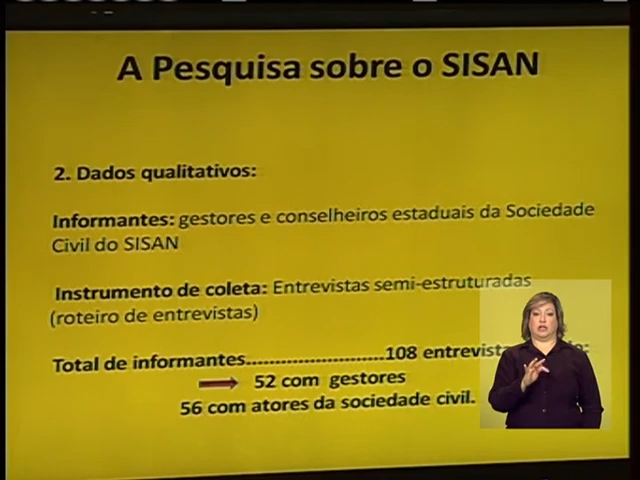 A Pesquisa sobre o SISAN
2. Dados qualitativos:
Informantes: gestores e conselheiros estaduais da Sociedade
Civil do SISAN
Instrumento de coleta: Entrevistas semi-estruturadas
(roteiro de entrevistas)
Total de informantes........................108
52 com gestores
56 com atores da sociedade civil.